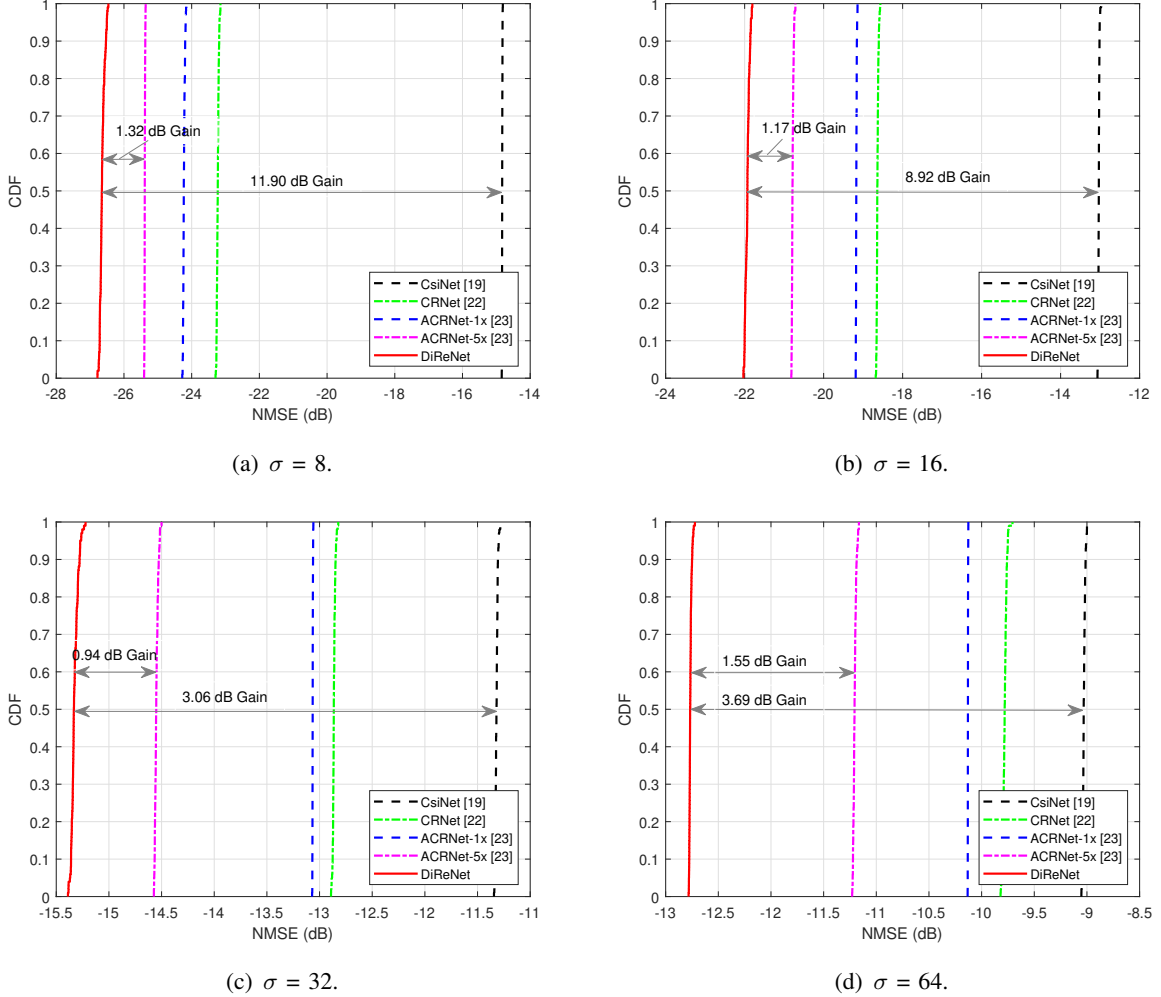 1
0.9
0.8
0.7
0.6
0.5
0.4
0.3
0.2
0.1
0
CDF
1.32 dB Gain
11.90 dB Gain
CsiNet [19]
CRNet [22]
ACRNet-1x [23]
ACRNet-5x [23]
DiReNet
-28 -26 -24 -22 -20 -18 -16 -14
NMSE (dB)
(a) σ = 8.
1
0.9
0.8
0.7
0.6
0.5
0.4
0.3
0.2
0.1
0
CDF
1.17 dB Gain
8.92 dB Gain
CsiNet [19]
CRNet [22]
ACRNet-1x [23]
ACRNet-5x [23]
DiReNet
-24 -22 -20 -18 -16 -14 -12
NMSE (dB)
(b) σ = 16.
1
0.9
0.8
0.7
0.6
0.5
0.4
0.3
0.2
0.1
0
CDF
0.94 dB Gain
3.06 dB Gain
CsiNet [19]
CRNet [22]
ACRNet-1x [23]
ACRNet-5x [23]
DiReNet
-15.5 -15 -14.5 -14 -13.5 -13 -12.5 -12 -11.5 -11
NMSE (dB)
(c) σ = 32.
1
0.9
0.8
0.7
0.6
0.5
0.4
0.3
0.2
0.1
0
CDF
1.55 dB Gain
3.69 dB Gain
CsiNet [19]
CRNet [22]
ACRNet-1x [23]
ACRNet-5x [23]
DiReNet
-13 -12.5 -12 -11.5 -11 -10.5 -10 -9.5 -9 -8.5
NMSE (dB)
(d) σ = 64.